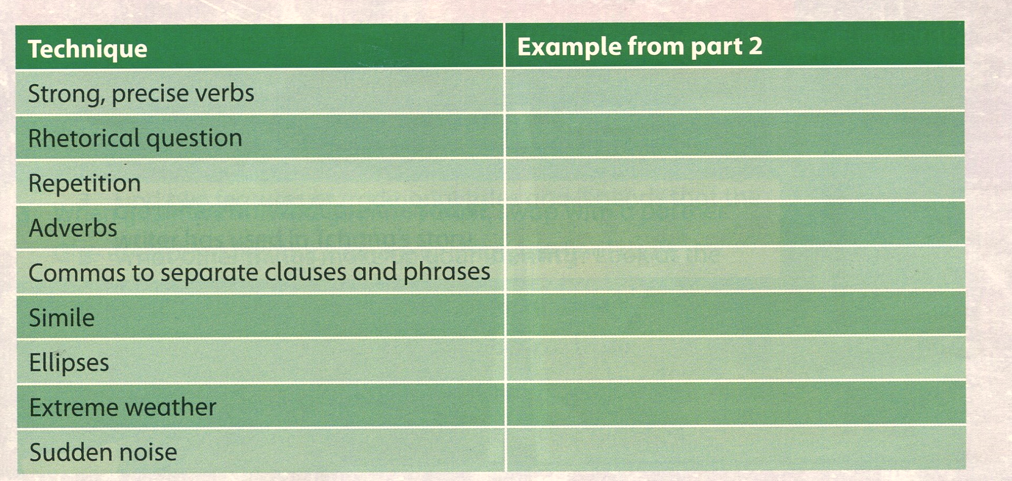 Technique
Example from part 2
Strong, precise verbs
Rhetorical question
Repetition
Adverbs
Commas to separate clauses and phrases
Simile
Ellipses
Extreme weather
Sudden noise